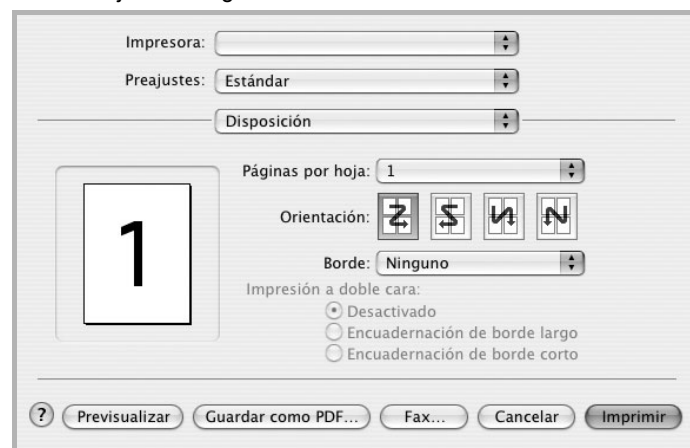 Impresora:
Preajustes: Estándar
Disposición
Páginas por hoja: 1
1
Orientación:
Borde: Ninguno
Impresión a doble cara:
Desactivado
Encuadernación de borde largo
Encuadernación de borde corto
? Previsualizar Guardar como PDF... Fax... Cancelar Imprimir